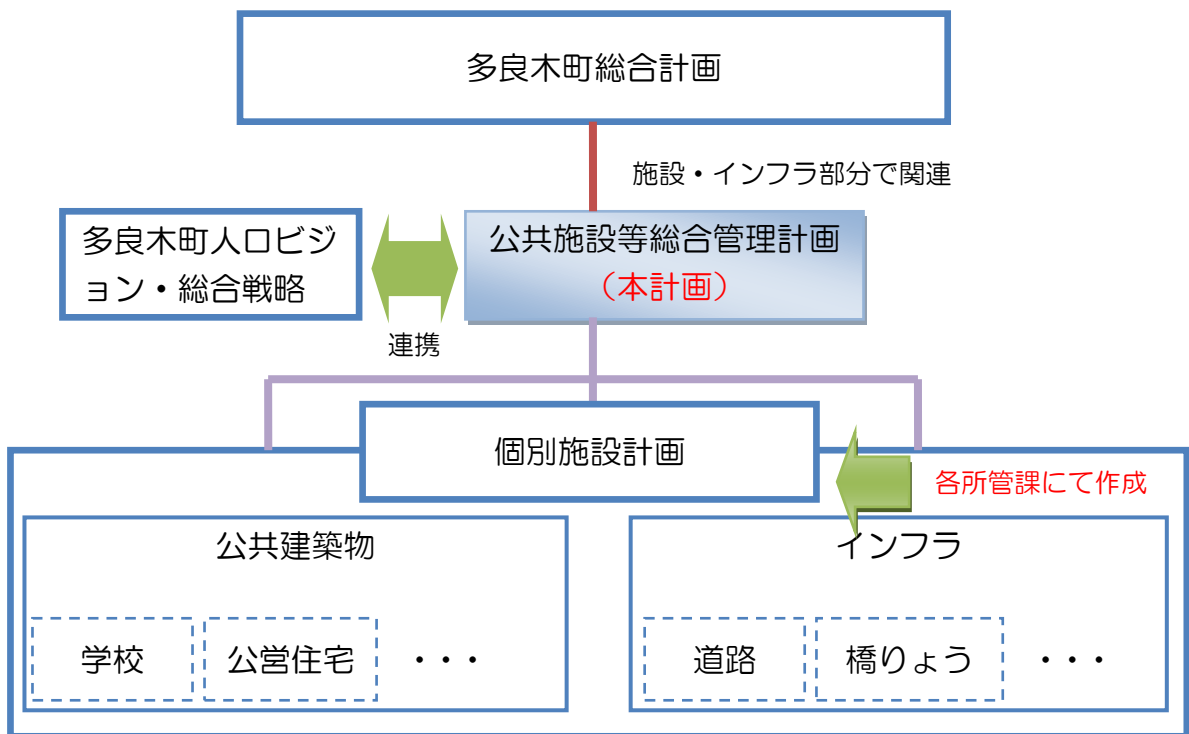 多良木町総合計画
施設・インフラ部分で関連
多良木町人口ビジ
ョン・総合戦略
公共施設等総合管理計画
（本計画）
連携
個別施設計画
各所管課にて作成
公共建築物
インフラ
学校
公営住宅
・・・
道路
橋りょう
・・・